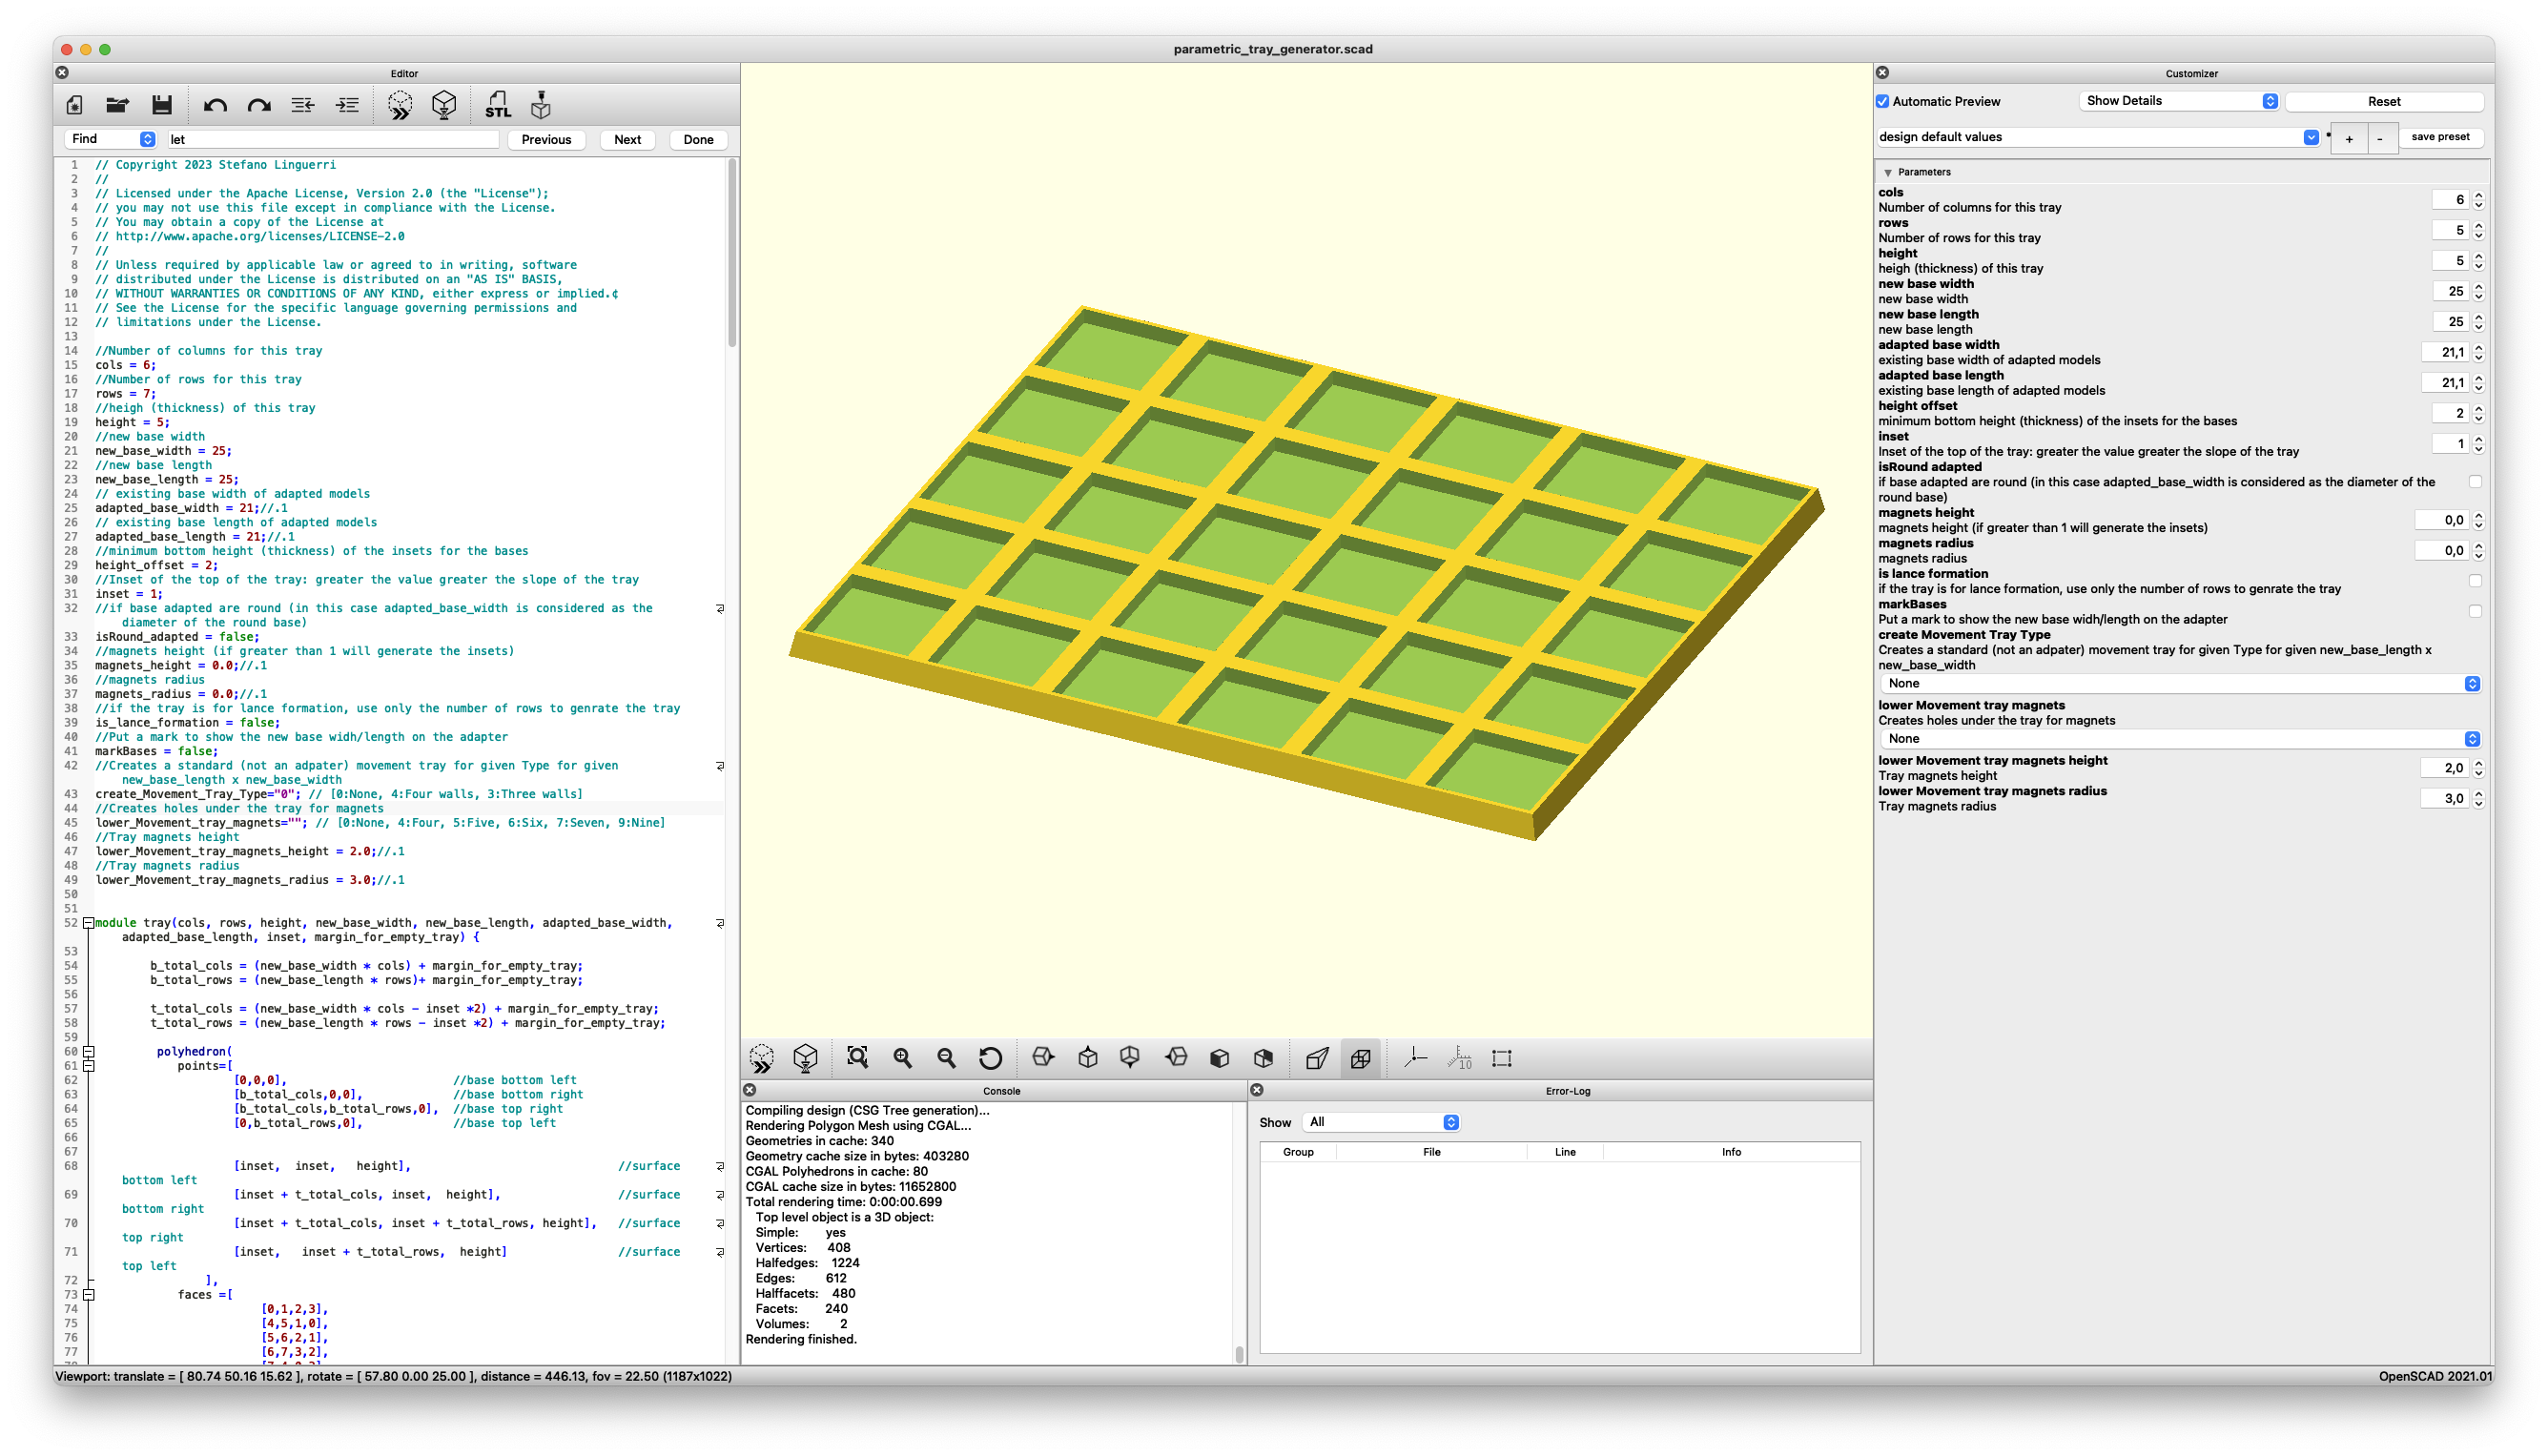 parametric_tray_generator.scad
Editor
STL
Find let Previous Next Done
1 // Copyright 2023 Stefano Linguerri
2 //
3 // Licensed under the Apache License, Version 2.0 (the "License");
4 // you may not use this file except in compliance with the License.
5 // You may obtain a copy of the License at
6 // http://www.apache.org/licenses/LICENSE-2.0
7 //
8 // Unless required by applicable law or agreed to in writing, software
9 // distributed under the License is distributed on an "AS IS" BASIS,
10 // WITHOUT WARRANTIES OR CONDITIONS OF ANY KIND, either express or implied.¢
11 // See the License for the specific language governing permissions and
12 // limitations under the License.
13
14 //Number of columns for this tray
15 cols = 6;
16 //Number of rows for this tray
17 rows = 7;
18 //heigh (thickness) of this tray
19 height = 5;
20 //new base width
21 new_base_width = 25;
22 //new base length
23 new_base_length = 25;
24 // existing base width of adapted models
25 adapted_base_width = 21;//.1
26 // existing base length of adapted models
27 adapted_base_length = 21;//.1
28 //minimum bottom height (thickness) of the insets for the bases
29 height_offset = 2;
30 //Inset of the top of the tray: greater the value greater the slope of the tray
31 inset = 1;
32 //if base adapted are round (in this case adapted_base_width is considered as the
diameter of the round base)
33 isRound_adapted = false;
34 //magnets height (if greater than 1 will generate the insets)
35 magnets_height = 0.0;//.1
36 //magnets radius
37 magnets_radius = 0.0;//.1
38 //if the tray is for lance formation, use only the number of rows to genrate the tray
39 is_lance_formation = false;
40 //Put a mark to show the new base widh/length on the adapter
41 markBases = false;
42 //Creates a standard (not an adpater) movement tray for given Type for given
new_base_length x new_base_width
43 create_Movement_Tray_Type="0"; // [0:None, 4:Four walls, 3:Three walls]
44 //Creates holes under the tray for magnets
45 lower_Movement_tray_magnets=""; // [0:None, 4:Four, 5:Five, 6:Six, 7:Seven, 9:Nine]
46 //Tray magnets height
47 lower_Movement_tray_magnets_height = 2.0;//.1
48 //Tray magnets radius
49 lower_Movement_tray_magnets_radius = 3.0;//.1
50
51
52 module tray(cols, rows, height, new_base_width, new_base_length, adapted_base_width,
adapted_base_length, inset, margin_for_empty_tray) {
53
54 b_total_cols = (new_base_width * cols) + margin_for_empty_tray;
55 b_total_rows = (new_base_length * rows)+ margin_for_empty_tray;
56
57 t_total_cols = (new_base_width * cols - inset *2) + margin_for_empty_tray;
58 t_total_rows = (new_base_length * rows - inset *2) + margin_for_empty_tray;
59
60 polyhedron(
61 points=[
62 [0,0,0], //base bottom left
63 [b_total_cols,0,0], //base bottom right
64 [b_total_cols,b_total_rows,0], //base top right
65 [0,b_total_rows,0], //base top left
66
67
68 [inset, inset, height], //surface
bottom left
69 [inset + t_total_cols, inset, height], //surface
bottom right
70 [inset + t_total_cols, inset + t_total_rows, height], //surface
top right
71 [inset, inset + t_total_rows, height] //surface
top left
72 ],
73 faces =[
74 [0,1,2,3],
75 [4,5,1,0],
76 [5,6,2,1],
77 [6,7,3,2],
10
Console
Compiling design (CSG Tree generation)...
Rendering Polygon Mesh using CGAL...
Geometries in cache: 340
Geometry cache size in bytes: 403280
CGAL Polyhedrons in cache: 80
CGAL cache size in bytes: 11652800
Total rendering time: 0:00:00.699
Top level object is a 3D object:
Simple: yes
Vertices: 408
Halfedges: 1224
Edges: 612
Halffacets: 480
Facets: 240
Volumes: 2
Rendering finished.
Error-Log
Show All
Group File Line Info
Customizer
Automatic Preview Show Details Reset
design default values + - save preset
Parameters
cols
Number of columns for this tray 6
rows
Number of rows for this tray 5
height
heigh (thickness) of this tray 5
new base width
new base width 25
new base length
new base length 25
adapted base width
existing base width of adapted models 21,1
adapted base length
existing base length of adapted models 21,1
height offset
minimum bottom height (thickness) of the insets for the bases 2
inset
Inset of the top of the tray: greater the value greater the slope of the tray 1
isRound adapted
if base adapted are round (in this case adapted_base_width is considered as the diameter of the
round base)
magnets height
magnets height (if greater than 1 will generate the insets) 0,0
magnets radius
magnets radius 0,0
is lance formation
if the tray is for lance formation, use only the number of rows to genrate the tray
markBases
Put a mark to show the new base widh/length on the adapter
create Movement Tray Type
Creates a standard (not an adpater) movement tray for given Type for given new_base_length x
new_base_width
None
lower Movement tray magnets
Creates holes under the tray for magnets
None
lower Movement tray magnets height
Tray magnets height 2,0
lower Movement tray magnets radius
Tray magnets radius 3,0
Viewport: translate = [ 80.74 50.16 15.62 ], rotate = [ 57.80 0.00 25.00 ], distance = 446.13, fov = 22.50 (1187x1022)
OpenSCAD 2021.01